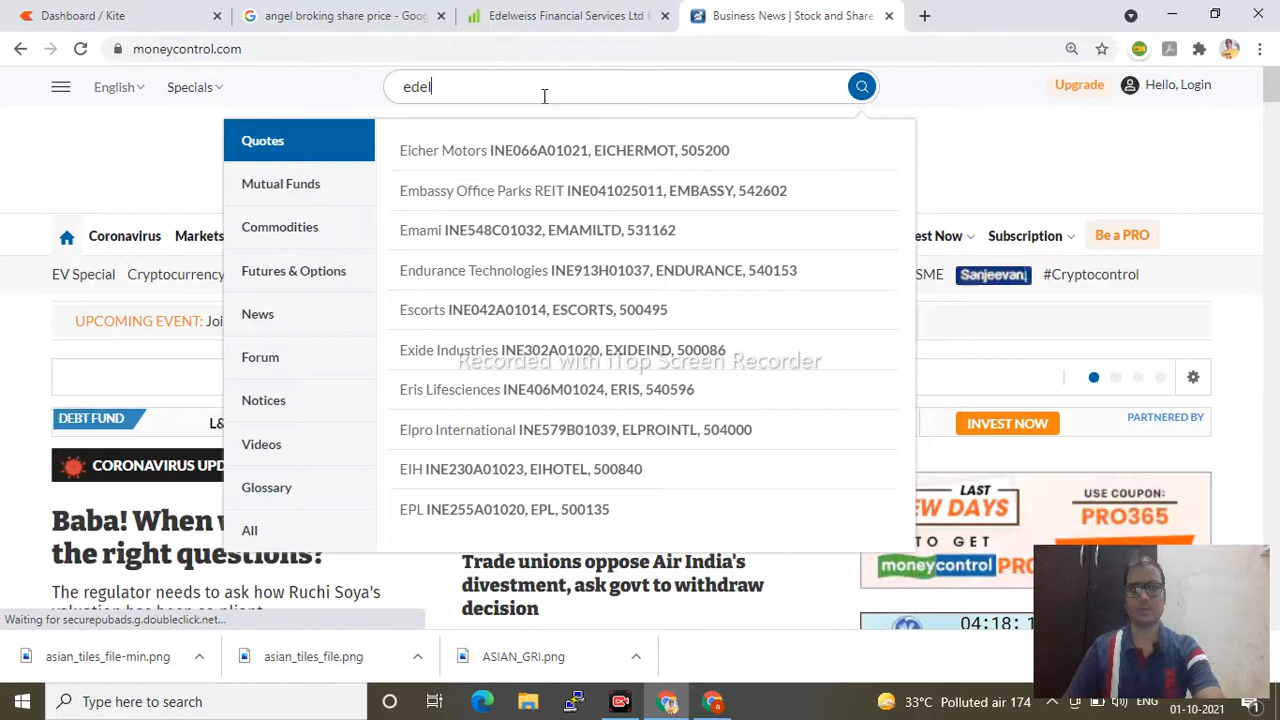 Dashboard / Kite
angel broking share price - Goog
Edelweiss Financial Services Ltd f
Business News | Stock and Share
moneycontrol.com
English
Specials
edel
Upgrade
Hello, Login
Quotes
Mutual Funds
Commodities
Futures & Options
News
Forum
Notices
Videos
Glossary
All
Eicher Motors INE066A01021, EICHERMOT, 505200
Embassy Office Parks REIT INE041025011, EMBASSY, 542602
Emami INE548C01032, EMAMILTD, 531162
Endurance Technologies INE913H01037, ENDURANCE, 540153
Escorts INE042A01014, ESCORTS, 500495
Exide Industries INE302A01020, EXIDEIND, 500086
Eris Lifesciences INE406M01024, ERIS, 540596
Elpro International INE579B01039, ELPROINTL, 504000
EIH INE230A01023, EIHOTEL, 500840
EPL INE255A01020, EPL, 500135
Recorded with iTop Screen Recorder
Coronavirus
Markets
est Now
Subscription
Be a PRO
EV Special
Cryptocurrency
SME
Sanjeevani
#Cryptocontrol
UPCOMING EVENT: Joi
DEBT FUND
L&
INVEST NOW
PARTNERED BY
CORONAVIRUS UPD
Baba! When w
the right questions?
The regulator needs to ask how Ruchi Soya's
Trade unions oppose Air India's
divestment, ask govt to withdraw
decision
LAST
EW DAYS
TO GET
moneycontrol PRO
USE COUPON:
PRO365
04:18:1
Waiting for securepubads.g.doubleclick.net...
asian_tiles_file-min.png
asian_tiles_file.png
ASIAN_GRI.png
Type here to search
33°C Polluted air 174
ENG
01-10-2021
1